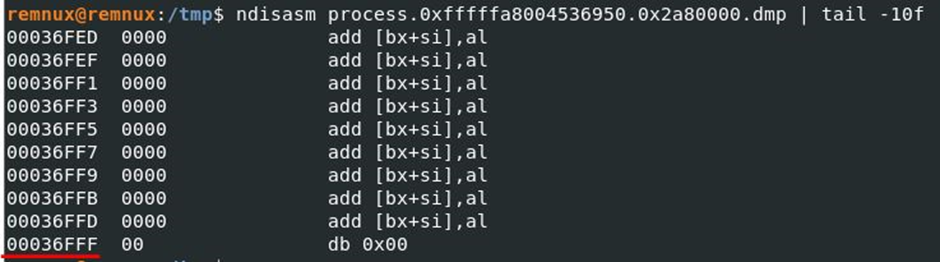 remnux@remnux:/tmp$ ndisasm process.0xfffffa8004536950.0x2a80000.dmp | tail -10f
00036FED  0000              add [bx+si],al
00036FEF  0000              add [bx+si],al
00036FF1  0000              add [bx+si],al
00036FF3  0000              add [bx+si],al
00036FF5  0000              add [bx+si],al
00036FF7  0000              add [bx+si],al
00036FF9  0000              add [bx+si],al
00036FFB  0000              add [bx+si],al
00036FFD  0000              add [bx+si],al
00036FFF  00                db 0x00